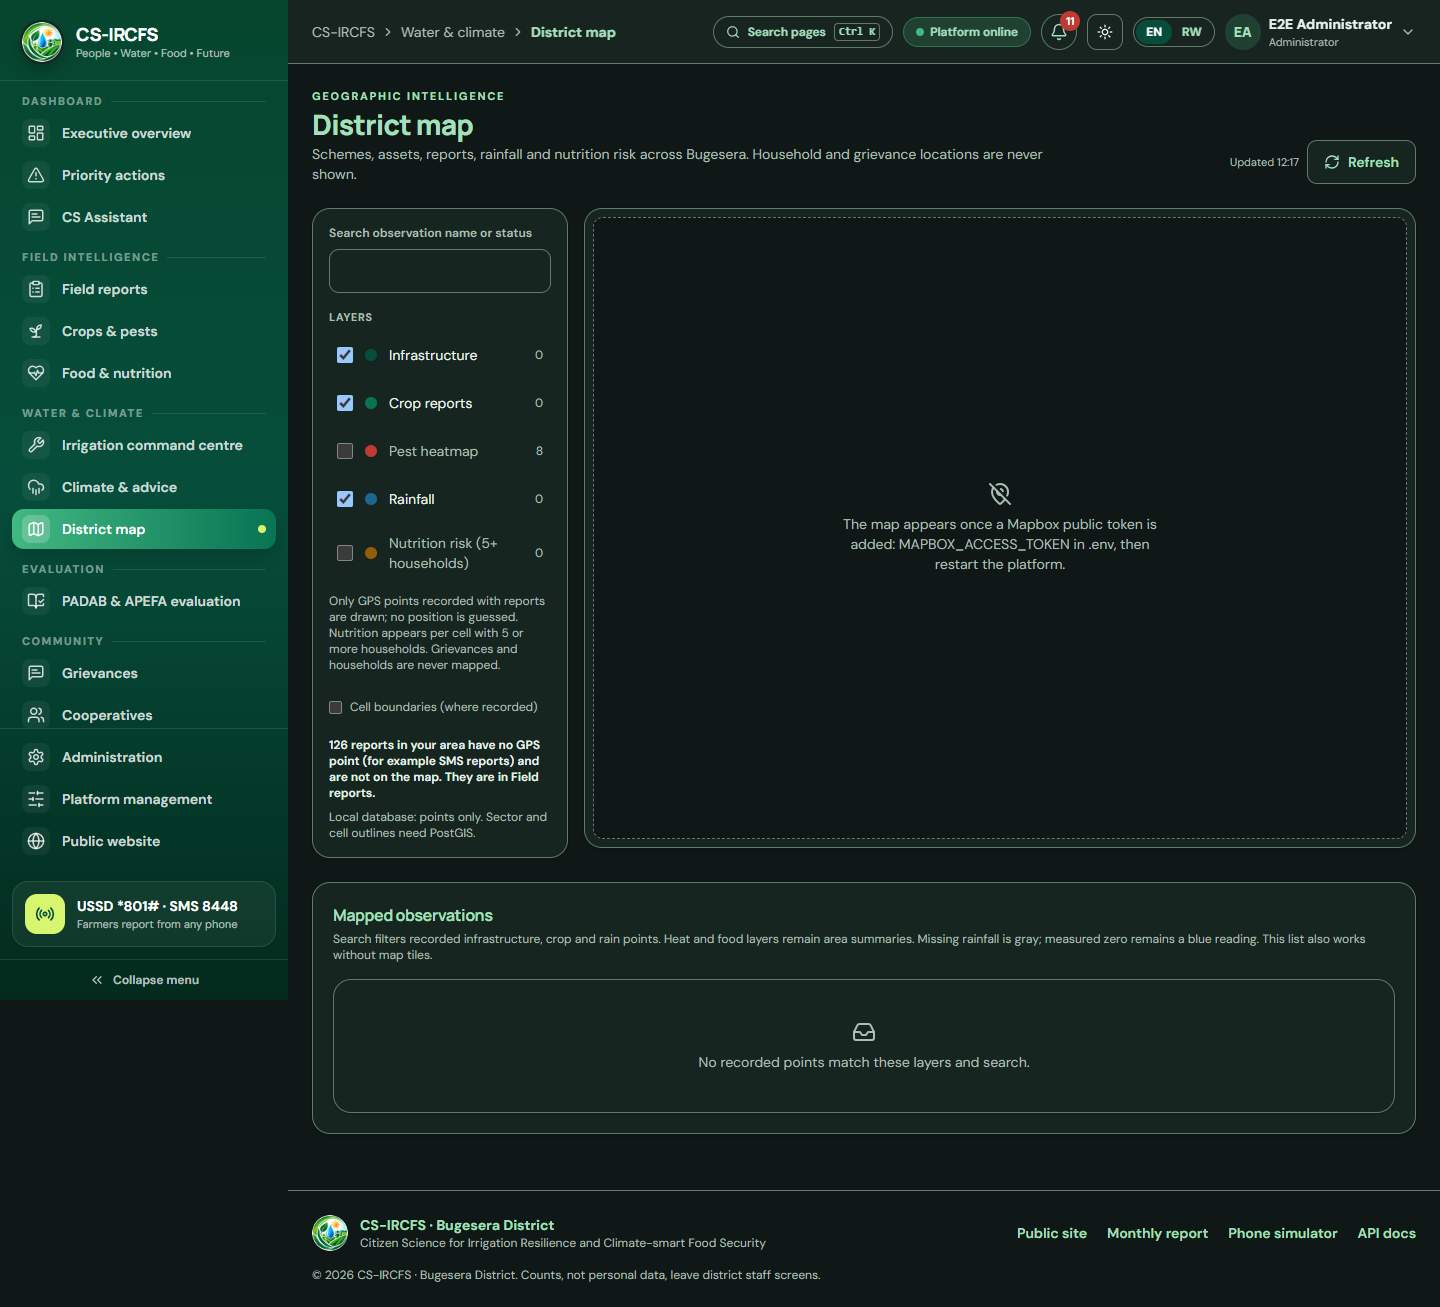 CS-IRCFS
People • Water • Food • Future
DASHBOARD
Executive overview
Priority actions
CS Assistant
FIELD INTELLIGENCE
Field reports
Crops & pests
Food & nutrition
WATER & CLIMATE
Irrigation command centre
Climate & advice
District map
EVALUATION
PADAB & APEFA evaluation
COMMUNITY
Grievances
Cooperatives
Administration
Platform management
Public website
USSD *801# · SMS 8448
Farmers report from any phone
Collapse menu
CS-IRCFS > Water & climate > District map
Search pages Ctrl K
Platform online
11
EN RW
EA
E2E Administrator
Administrator
GEOGRAPHIC INTELLIGENCE
District map
Schemes, assets, reports, rainfall and nutrition risk across Bugesera. Household and grievance locations are never
shown.
Updated 12:17
Refresh
Search observation name or status
LAYERS
Infrastructure 0
Crop reports 0
Pest heatmap 8
Rainfall 0
Nutrition risk (5+
households) 0
Only GPS points recorded with reports
are drawn; no position is guessed.
Nutrition appears per cell with 5 or
more households. Grievances and
households are never mapped.
Cell boundaries (where recorded)
126 reports in your area have no GPS
point (for example SMS reports) and
are not on the map. They are in Field
reports.
Local database: points only. Sector and
cell outlines need PostGIS.
The map appears once a Mapbox public token is
added: MAPBOX_ACCESS_TOKEN in .env, then
restart the platform.
Mapped observations
Search filters recorded infrastructure, crop and rain points. Heat and food layers remain area summaries. Missing rainfall is gray; measured zero remains a blue reading. This list also works
without map tiles.
No recorded points match these layers and search.
CS-IRCFS · Bugesera District
Citizen Science for Irrigation Resilience and Climate-smart Food Security
Public site Monthly report Phone simulator API docs
© 2026 CS-IRCFS · Bugesera District. Counts, not personal data, leave district staff screens.